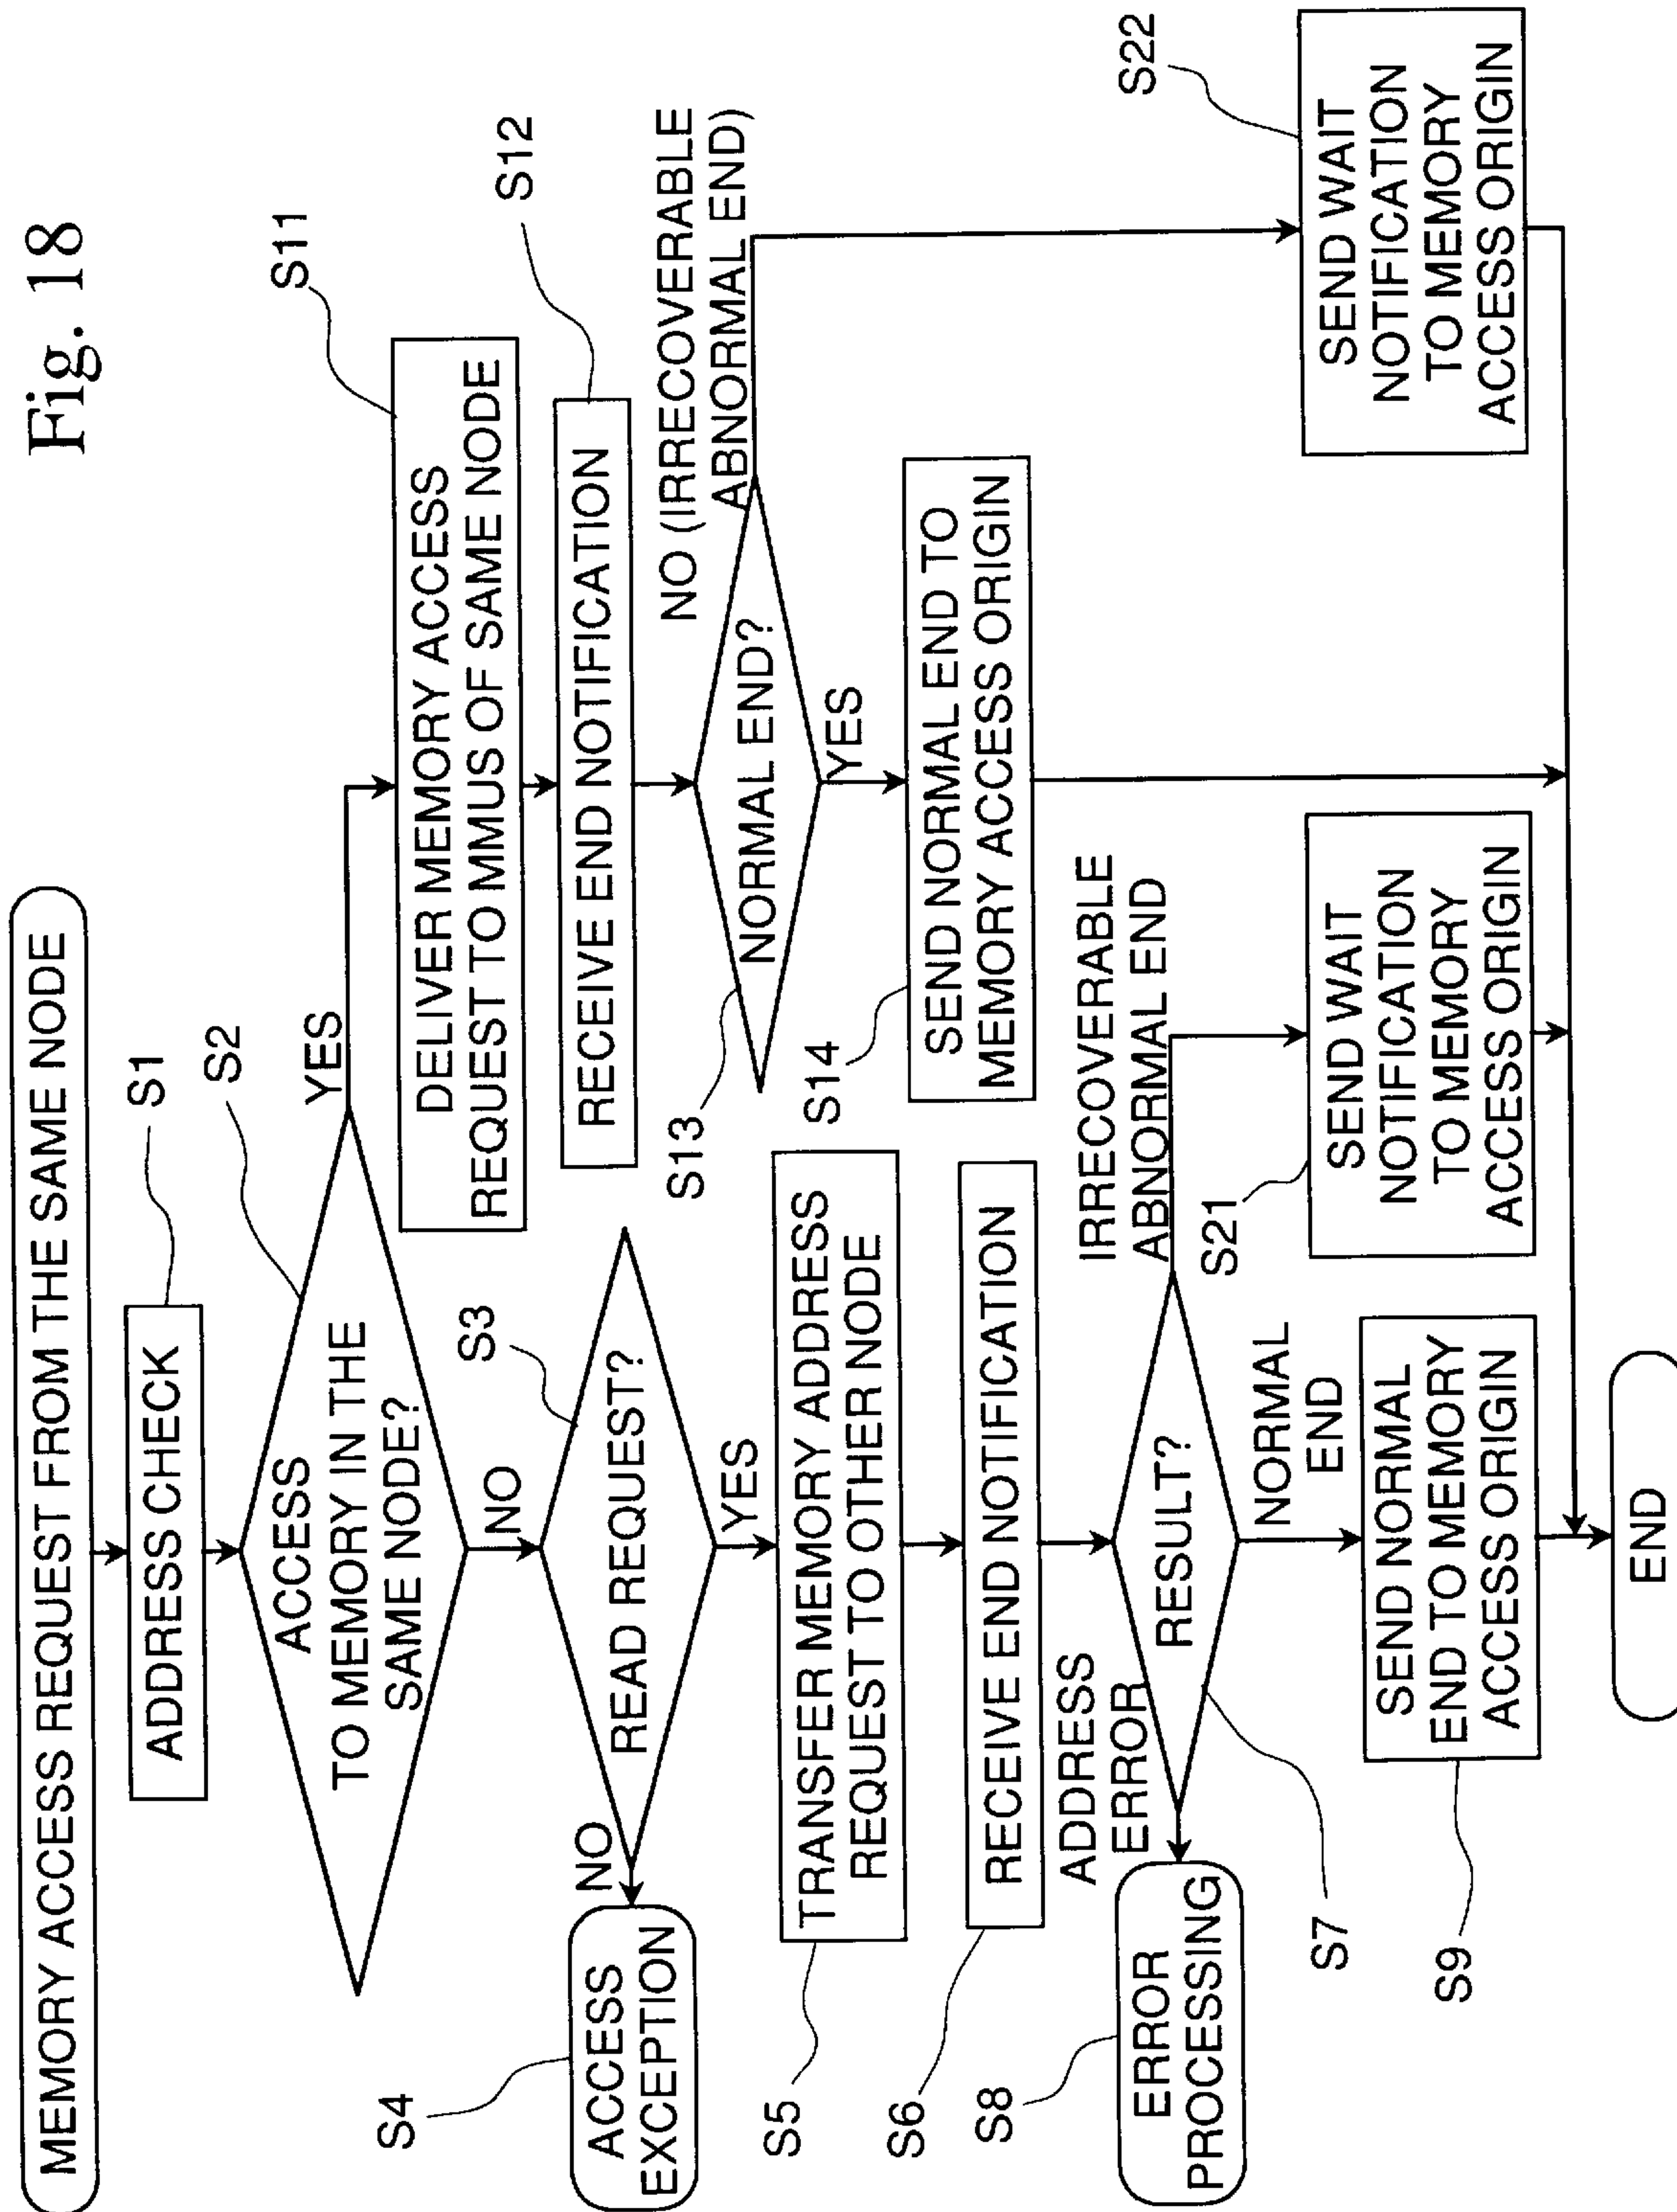 Fig. 18
MEMORY ACCESS REQUEST FROM THE SAME NODE
ADDRESS CHECK
S1
ACCESS
TO MEMORY IN THE
SAME NODE?
S2
YES
NO
READ REQUEST?
S3
NO
YES
ACCESS
EXCEPTION
S4
TRANSFER MEMORY ADDRESS
REQUEST TO OTHER NODE
S5
RECEIVE END NOTIFICATION
S6
ADDRESS
ERROR
RESULT?
S7
IRRECOVERABLE
ABNORMAL END
NORMAL
END
ERROR
PROCESSING
S8
SEND NORMAL
END TO MEMORY
ACCESS ORIGIN
S9
DELIVER MEMORY ACCESS
REQUEST TO MMUS OF SAME NODE
S11
RECEIVE END NOTIFICATION
S12
NORMAL END?
S13
NO (IRRECOVERABLE
ABNORMAL END)
YES
SEND NORMAL END TO
MEMORY ACCESS ORIGIN
S14
SEND WAIT
NOTIFICATION
TO MEMORY
ACCESS ORIGIN
S21
SEND WAIT
NOTIFICATION
TO MEMORY
ACCESS ORIGIN
S22
END